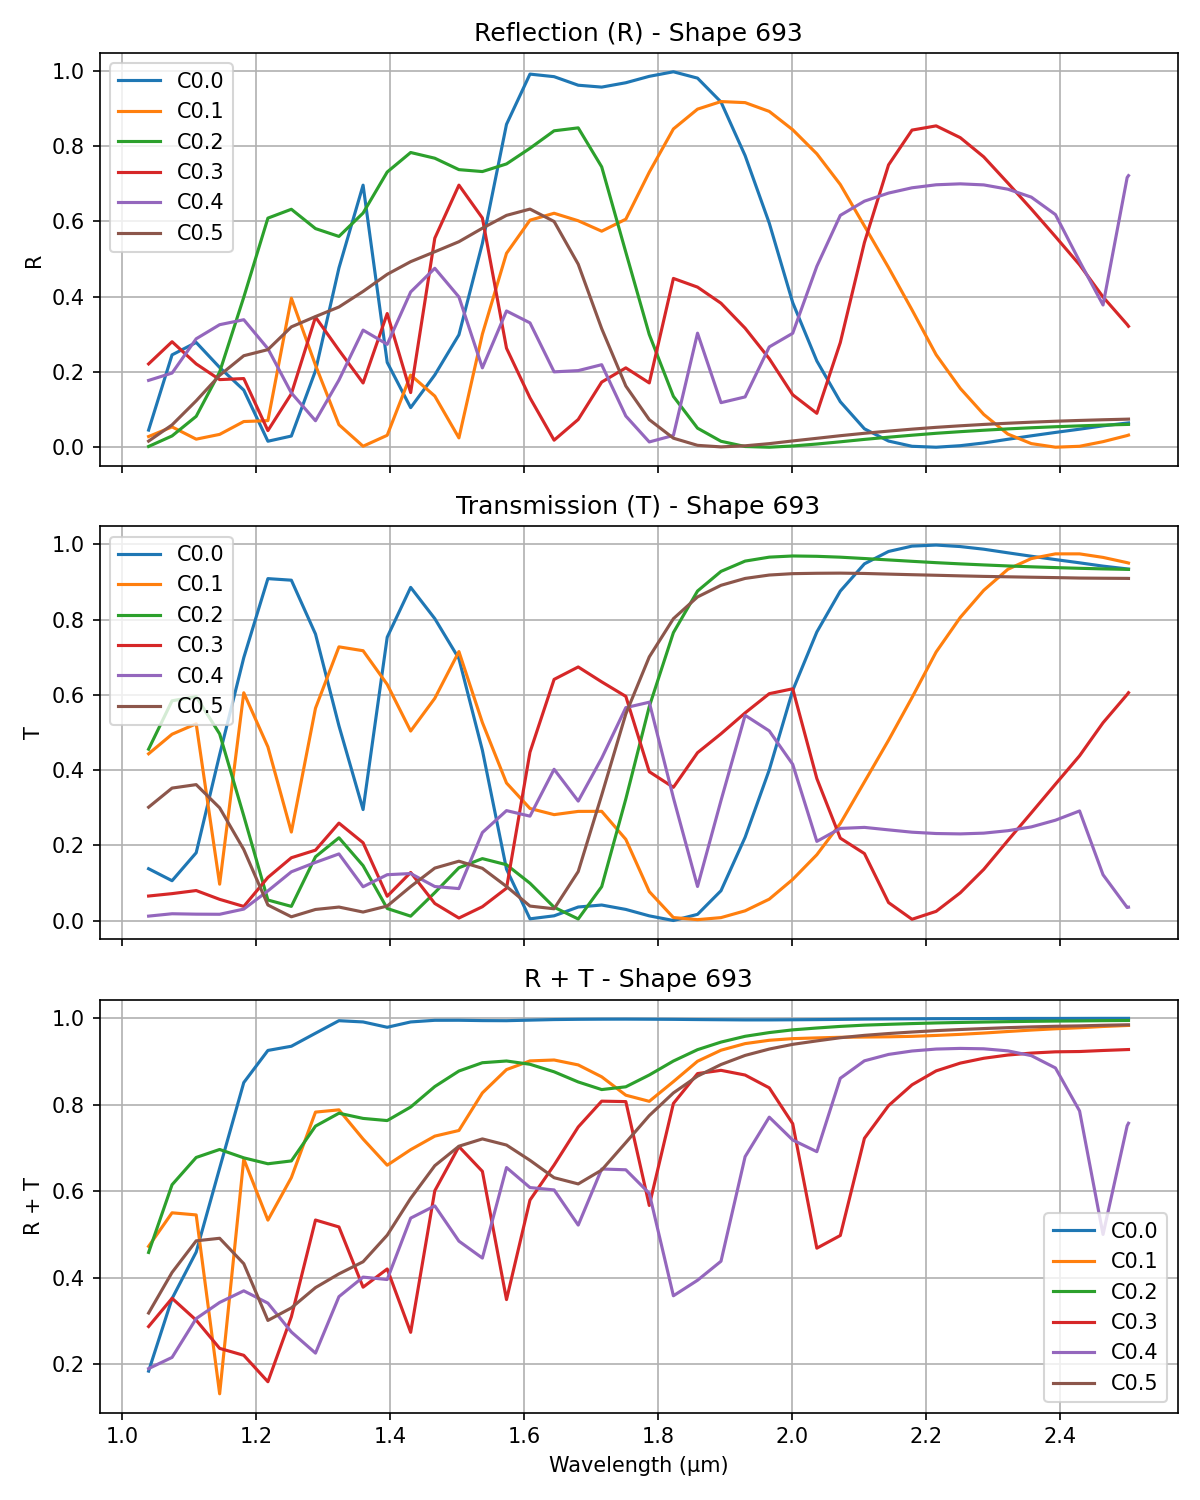 Reflection (R) - Shape 693
1.0
0.8
0.6
0.4
0.2
0.0
R
C0.0
C0.1
C0.2
C0.3
C0.4
C0.5
Transmission (T) - Shape 693
1.0
0.8
0.6
0.4
0.2
0.0
T
C0.0
C0.1
C0.2
C0.3
C0.4
C0.5
R + T - Shape 693
1.0
0.8
0.6
0.4
0.2
R + T
C0.0
C0.1
C0.2
C0.3
C0.4
C0.5
1.0 1.2 1.4 1.6 1.8 2.0 2.2 2.4
Wavelength (μm)